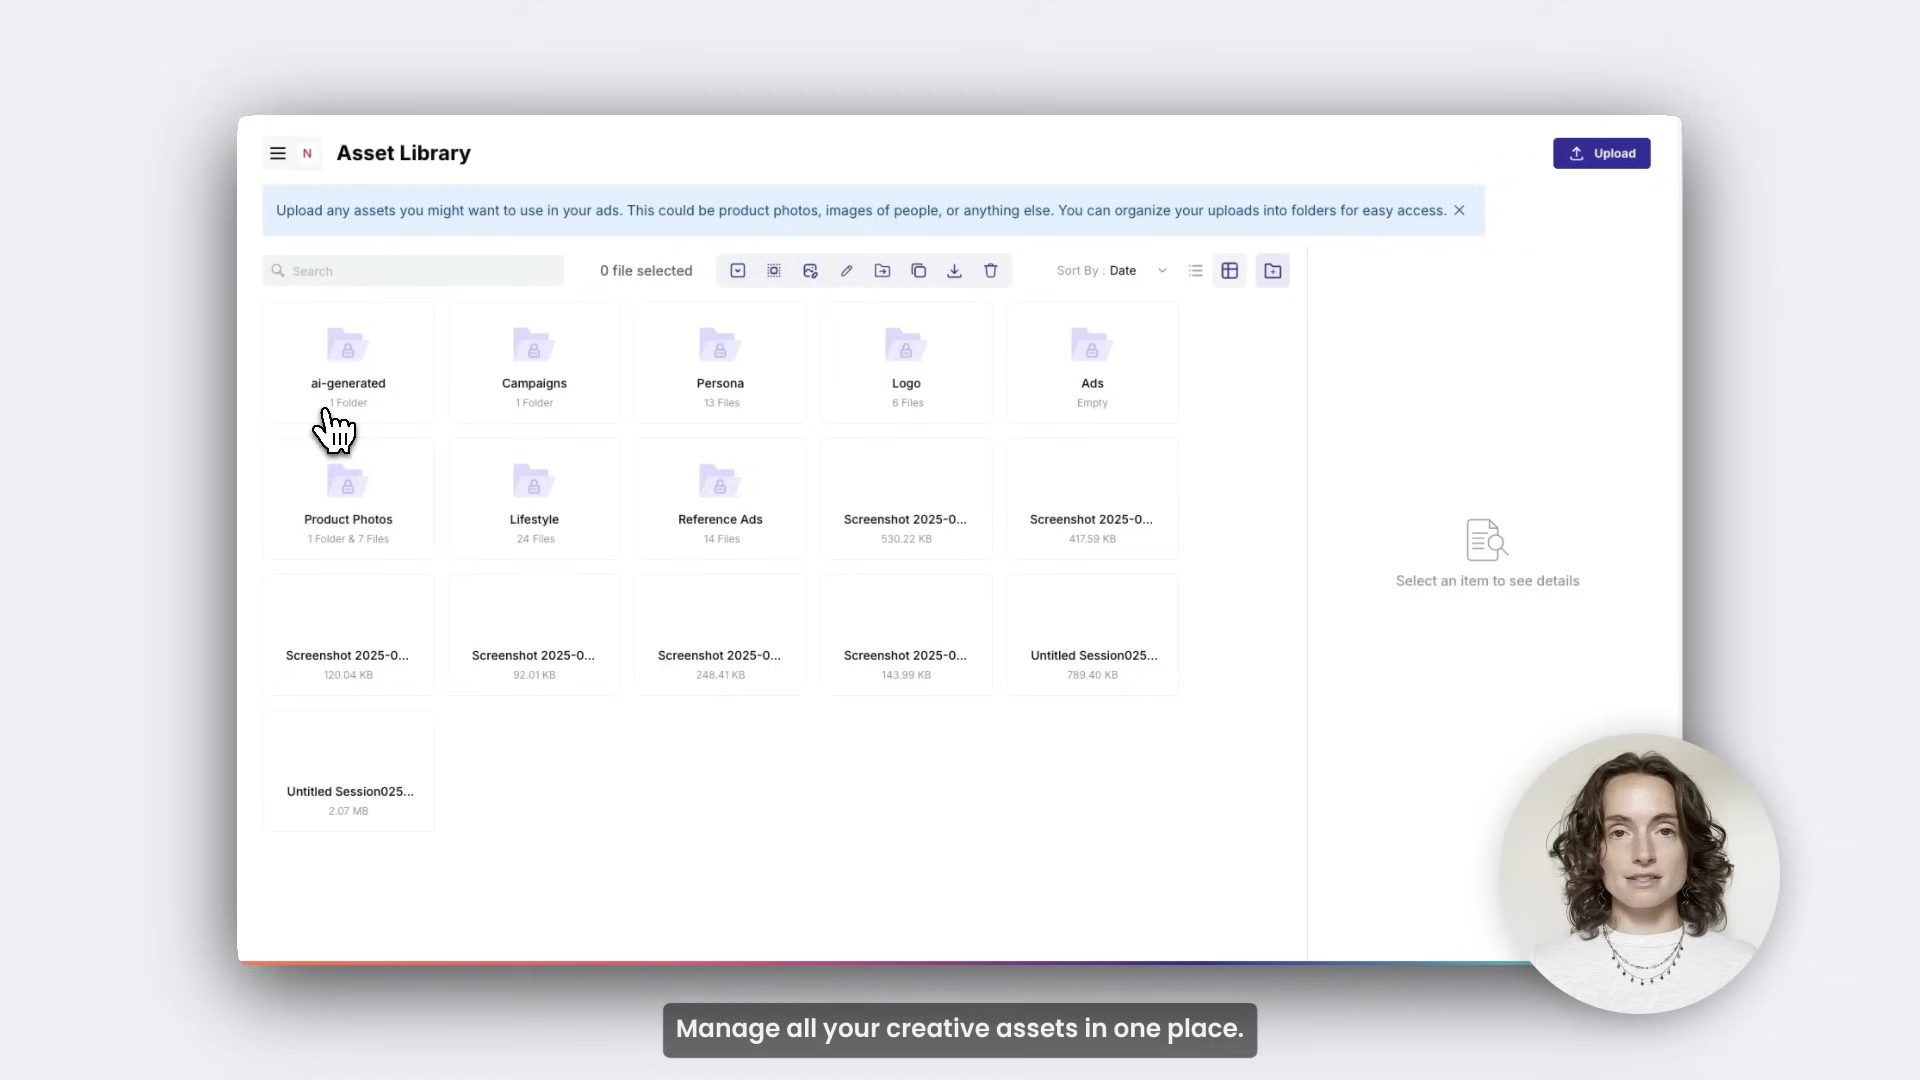 N
Asset Library
Upload
Upload any assets you might want to use in your ads. This could be product photos, images of people, or anything else. You can organize your uploads into folders for easy access.
Search
0 file selected
Sort By : Date
ai-generated
1 Folder
Campaigns
1 Folder
Persona
13 Files
Logo
6 Files
Ads
Empty
Product Photos
1 Folder & 7 Files
Lifestyle
24 Files
Reference Ads
14 Files
Screenshot 2025-0...
530.22 KB
Screenshot 2025-0...
417.59 KB
Screenshot 2025-0...
120.04 KB
Screenshot 2025-0...
92.01 KB
Screenshot 2025-0...
248.41 KB
Screenshot 2025-0...
143.99 KB
Untitled Session025...
789.40 KB
Untitled Session025...
2.07 MB
Select an item to see details
Manage all your creative assets in one place.